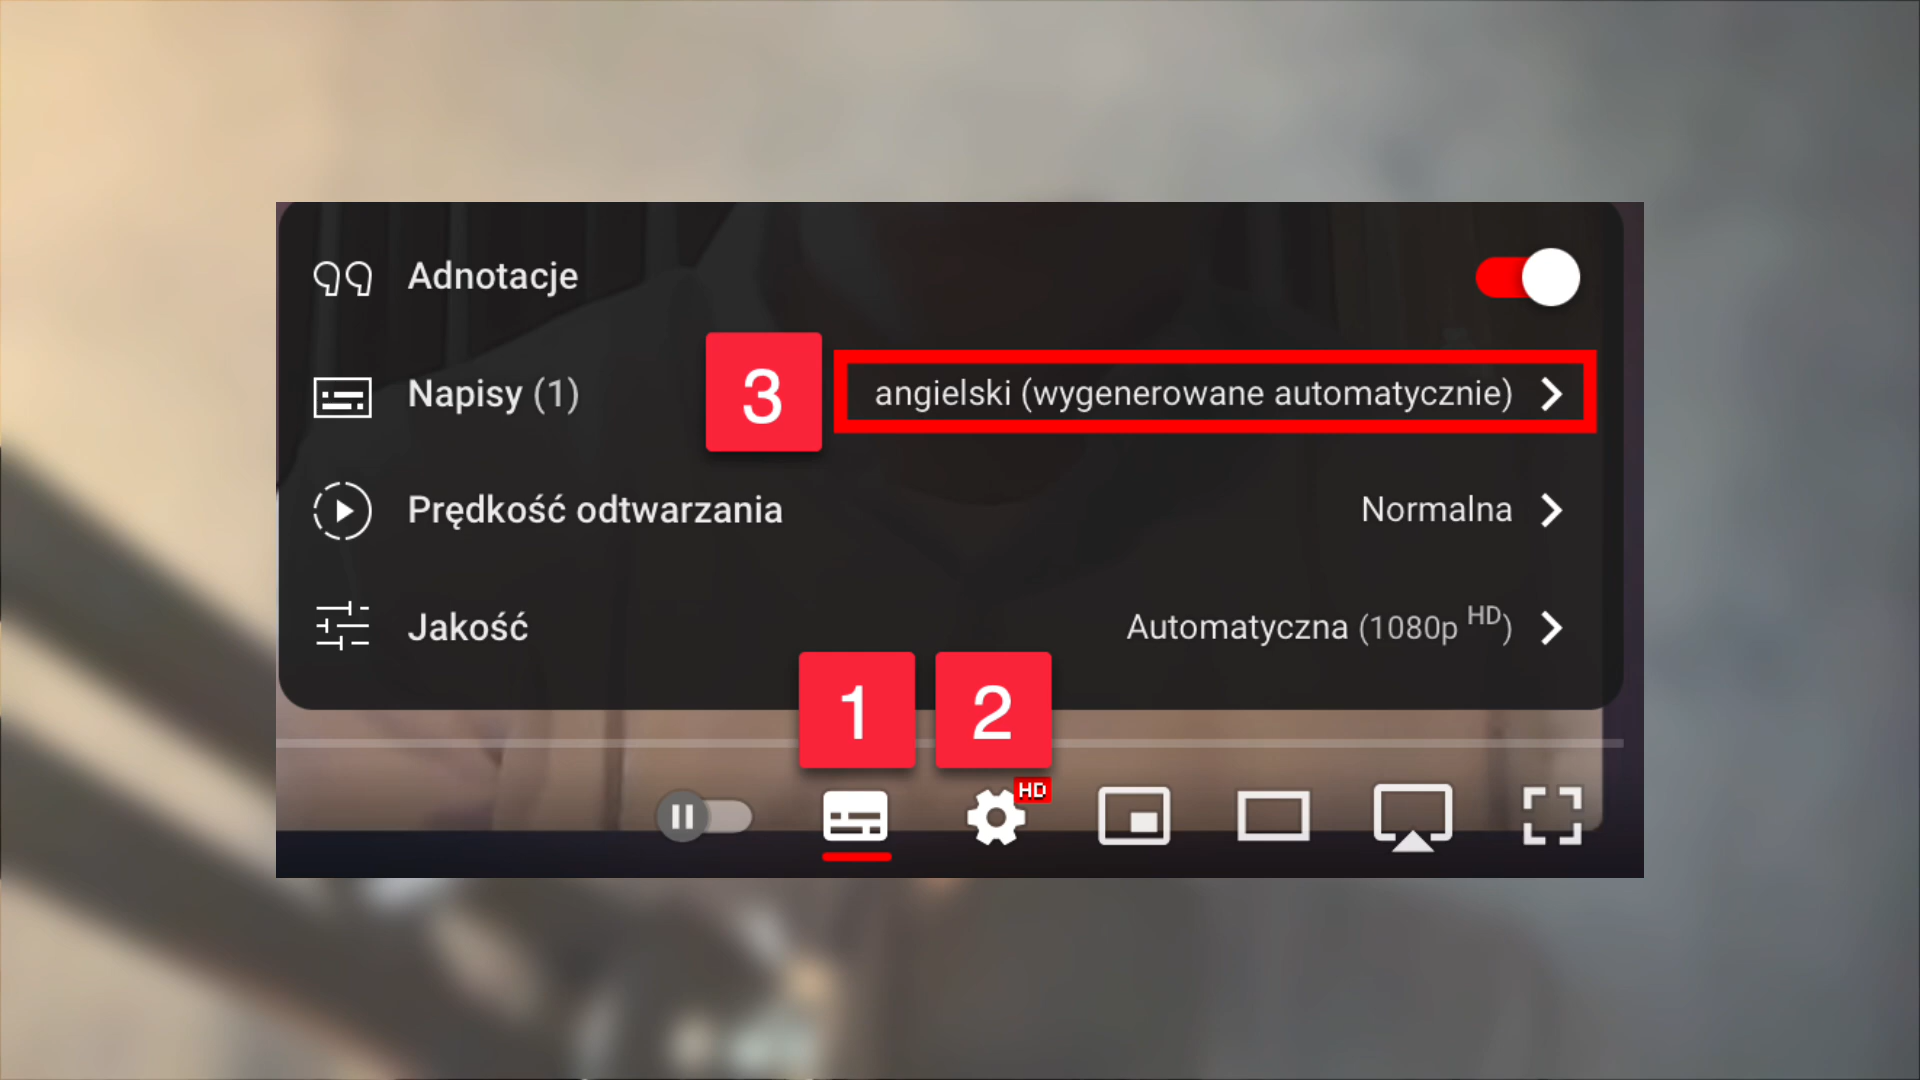 Adnotacje
Napisy (1)
3
angielski (wygenerowane automatycznie)
Prędkość odtwarzania
Normalna
Jakość
Automatyczna (1080p HD)
1
2
HD